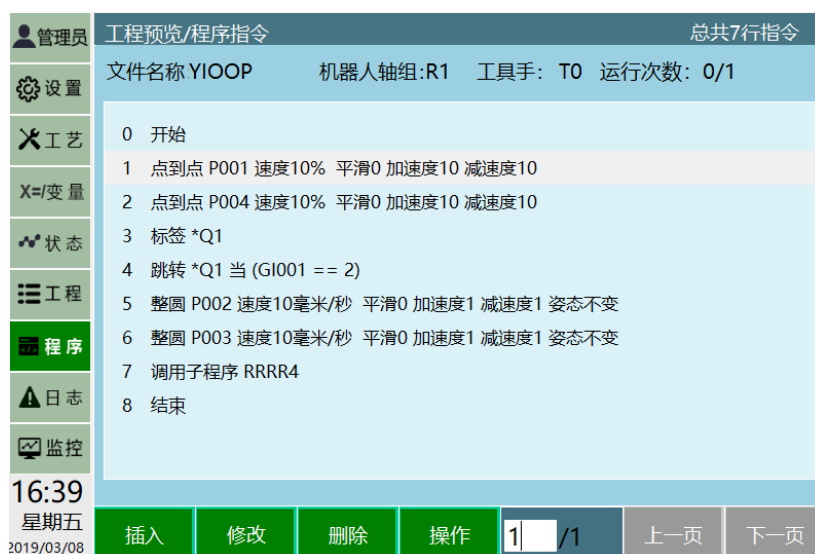 管理员
设置
工艺
X=/变量
状态
工程
程序
日志
监控
16:39
星期五
2019/03/08
工程预览/程序指令 总共7行指令
文件名称YIOOP 机器人轴组:R1 工具手: T0 运行次数: 0/1
0 开始
1 点到点 P001 速度10% 平滑0 加速度10 减速度10
2 点到点 P004 速度10% 平滑0 加速度10 减速度10
3 标签 *Q1
4 跳转 *Q1 当 (GI001 == 2)
5 整圆 P002 速度10毫米/秒 平滑0 加速度1 减速度1 姿态不变
6 整圆 P003 速度10毫米/秒 平滑0 加速度1 减速度1 姿态不变
7 调用子程序 RRRR4
8 结束
插入 修改 删除 操作 1 /1 上一页 下一页